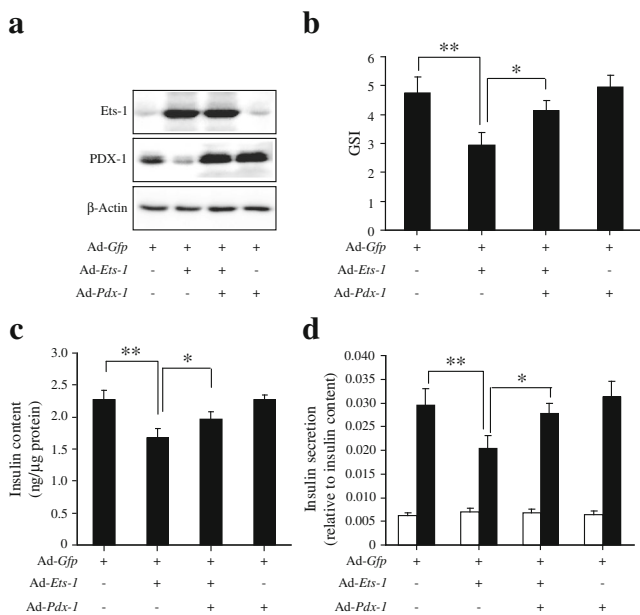 a
Ets-1
PDX-1
β-Actin
Ad-Gfp + + + +
Ad-Ets-1 - + + -
Ad-Pdx-1 - - + +
b
** *
GSI
6
5
4
3
2
1
0
Ad-Gfp + + + +
Ad-Ets-1 - + + -
Ad-Pdx-1 - - + +
c
** *
Insulin content
(ng/μg protein)
3.0
2.5
2.0
1.5
1.0
0.5
0.0
Ad-Gfp + + + +
Ad-Ets-1 - + + -
Ad-Pdx-1 - - + +
d
** *
Insulin secretion
(relative to insulin content)
0.040
0.035
0.030
0.025
0.020
0.015
0.010
0.005
0
Ad-Gfp + + + +
Ad-Ets-1 - + + -
Ad-Pdx-1 - - + +